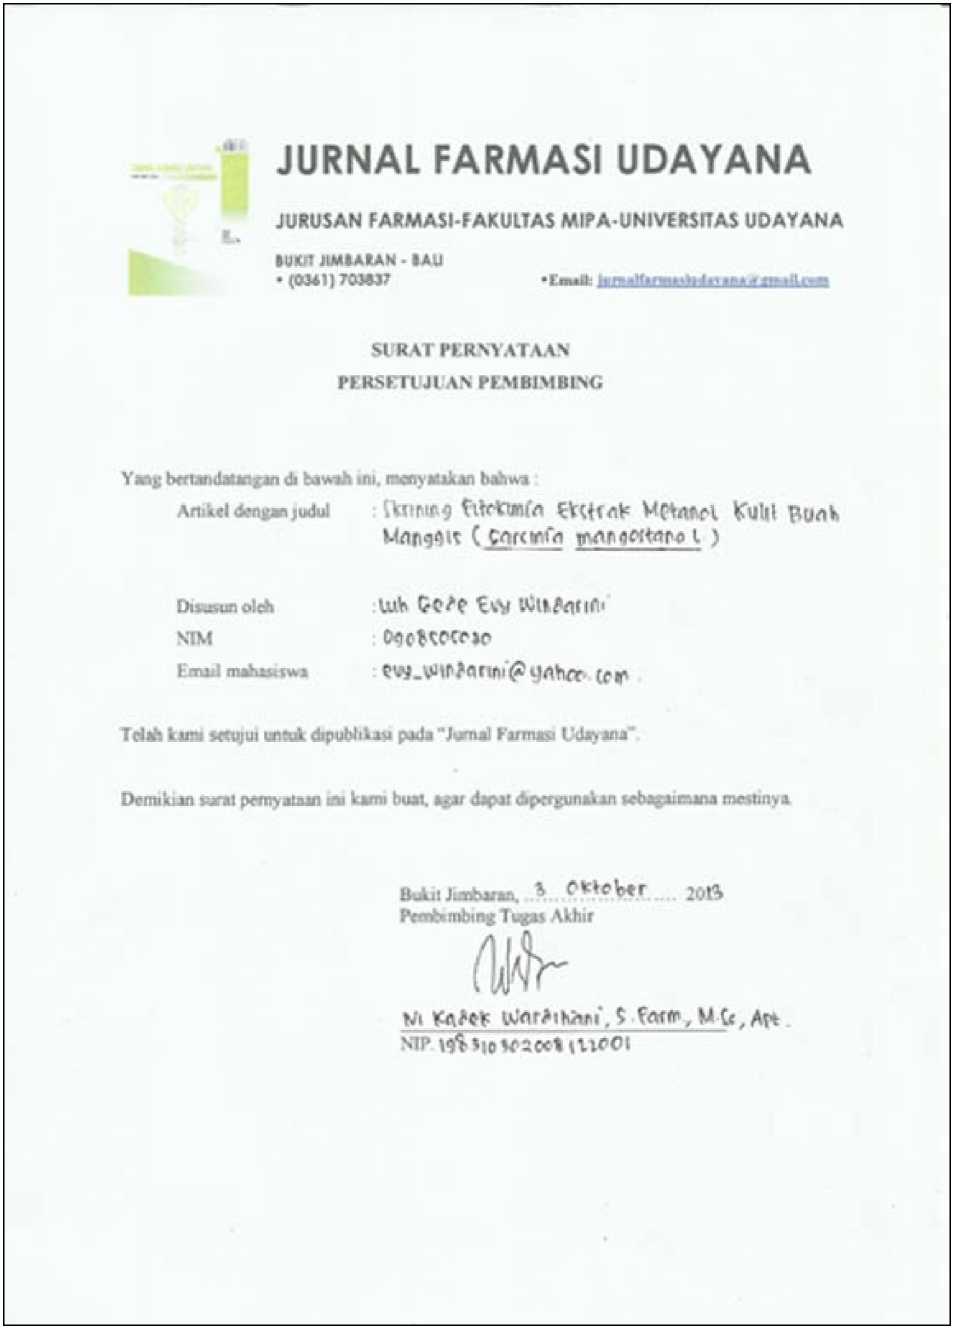 JURNAL FARMASI UDAYANA
JURUSAN FARMASI-FAKULTAS MIPA-UNIVERSITAS UDAYANA
BUKIT JIMBARAN - BALI
• (0361) 703837 •Email: jurnalfarmasiudayana@gmail.com
SURAT PERNYATAAN
PERSETUJUAN PEMBIMBING
Yang bertandatangan di bawah ini, menyatakan bahwa :
Artikel dengan judul : Skrining Fitokimia Ekstrak Metanol Kulit Buah
Manggis (Garcinia mangostana L)
Disusun oleh : Luh Gede Evy Windarini
NIM : 0908505030
Email mahasiswa : evy_windarini@yahoo.com.
Telah kami setujui untuk dipublikasi pada "Jurnal Farmasi Udayana".
Demikian surat pernyataan ini kami buat, agar dapat dipergunakan sebagaimana mestinya.
Bukit Jimbaran, 3 Oktober 2013
Pembimbing Tugas Akhir
Ni Kadek Wardihani, S.Farm, M.Sc, Apt.
NIP.